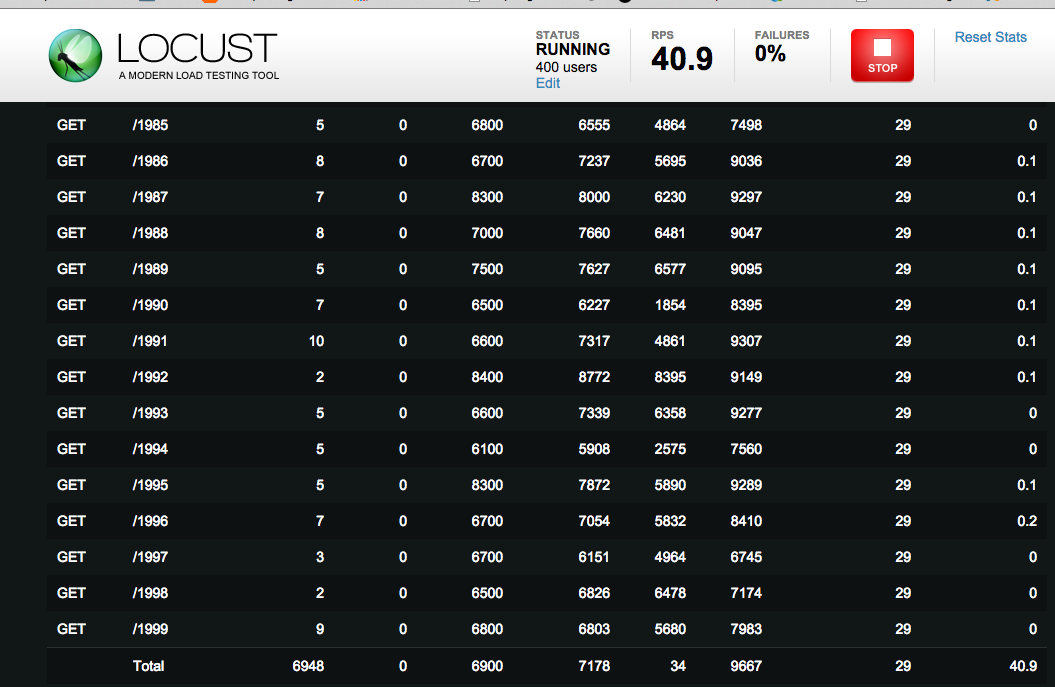 LOCUST
A MODERN LOAD TESTING TOOL
STATUS
RUNNING
400 users
Edit
RPS
40.9
FAILURES
0%
STOP
Reset Stats
GET /1985 5 0 6800 6555 4864 7498 29 0
GET /1986 8 0 6700 7237 5695 9036 29 0.1
GET /1987 7 0 8300 8000 6230 9297 29 0.1
GET /1988 8 0 7000 7660 6481 9047 29 0.1
GET /1989 5 0 7500 7627 6577 9095 29 0.1
GET /1990 7 0 6500 6227 1854 8395 29 0.1
GET /1991 10 0 6600 7317 4861 9307 29 0.1
GET /1992 2 0 8400 8772 8395 9149 29 0.1
GET /1993 5 0 6600 7339 6358 9277 29 0
GET /1994 5 0 6100 5908 2575 7560 29 0
GET /1995 5 0 8300 7872 5890 9289 29 0.1
GET /1996 7 0 6700 7054 5832 8410 29 0.2
GET /1997 3 0 6700 6151 4964 6745 29 0
GET /1998 2 0 6500 6826 6478 7174 29 0
GET /1999 9 0 6800 6803 5680 7983 29 0
Total 6948 0 6900 7178 34 9667 29 40.9